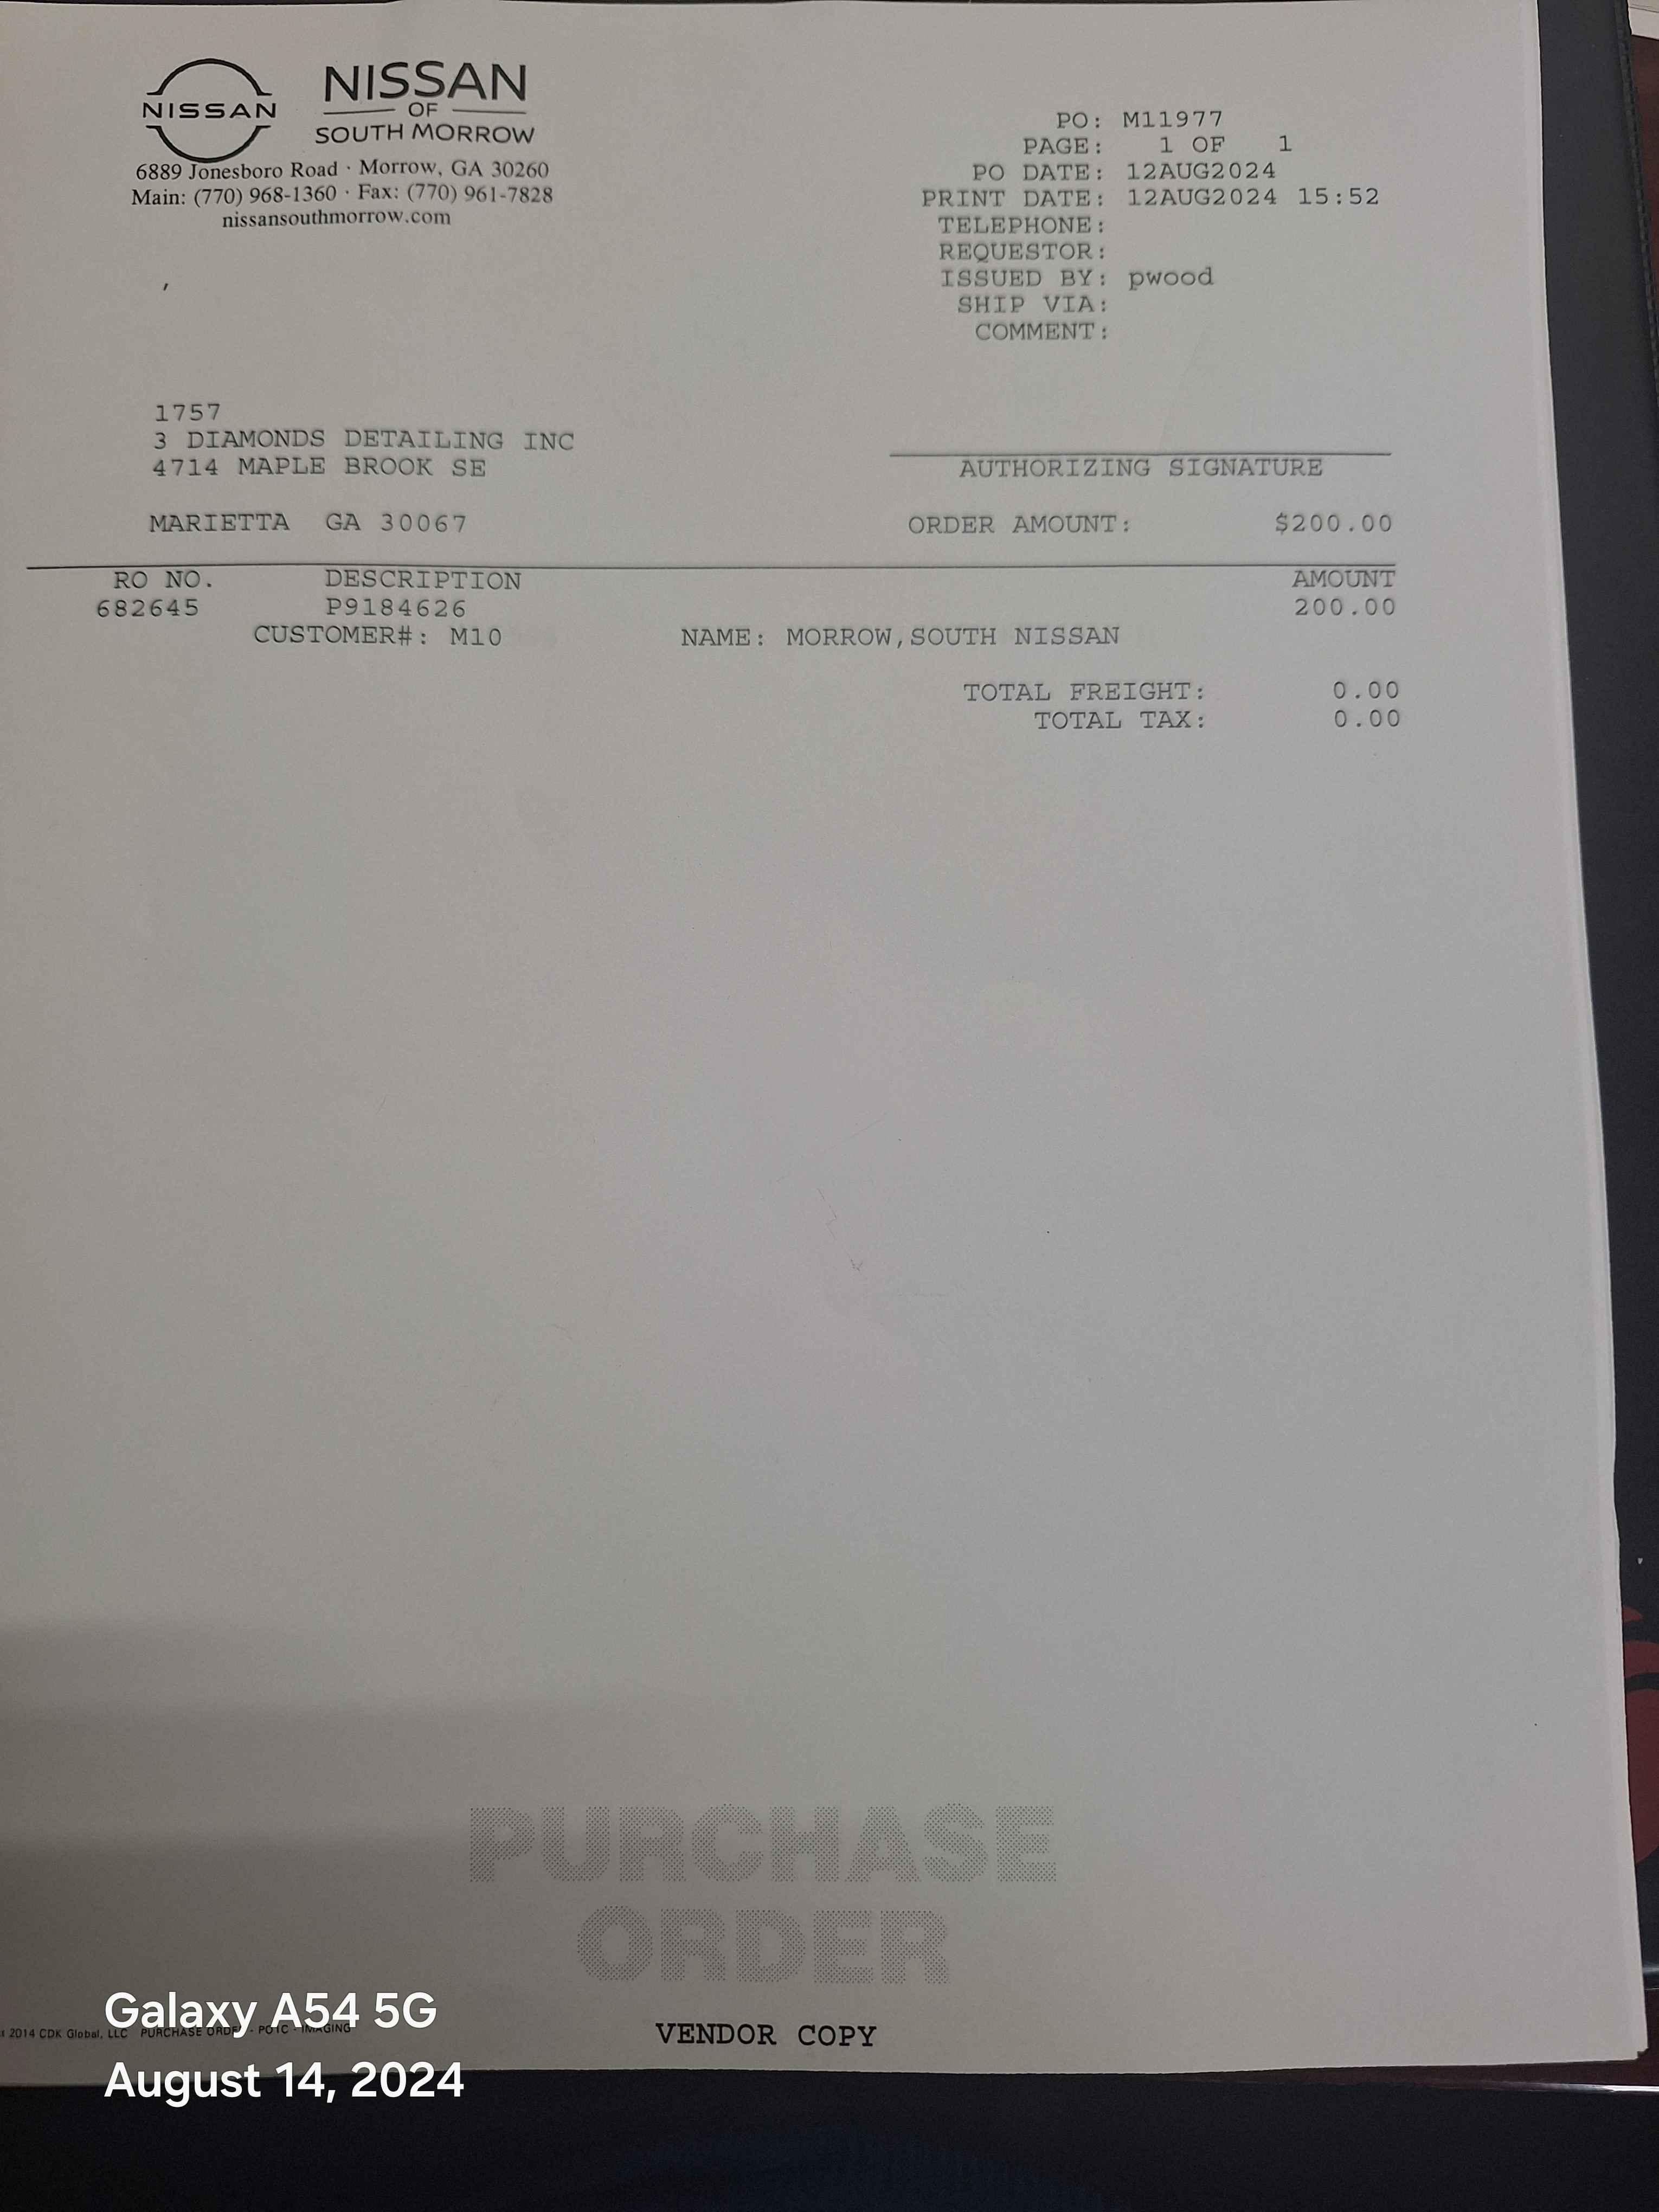 NISSAN
NISSAN
OF
SOUTH MORROW
6889 Jonesboro Road · Morrow, GA 30260
Main: (770) 968-1360 · Fax: (770) 961-7828
nissansouthmorrow.com
PO: M11977
PAGE: 1 OF 1
PO DATE: 12AUG2024
PRINT DATE: 12AUG2024 15:52
TELEPHONE:
REQUESTOR:
ISSUED BY: pwood
SHIP VIA:
COMMENT:
1757
3 DIAMONDS DETAILING INC
4714 MAPLE BROOK SE
MARIETTA GA 30067
AUTHORIZING SIGNATURE
ORDER AMOUNT: $200.00
RO NO. DESCRIPTION AMOUNT
682645 P9184626 200.00
CUSTOMER#: M10 NAME: MORROW,SOUTH NISSAN
TOTAL FREIGHT: 0.00
TOTAL TAX: 0.00
PURCHASE
ORDER
VENDOR COPY
2014 CDK Global, LLC PURCHASE ORDER - - IMAGING
Galaxy A54 5G
August 14, 2024